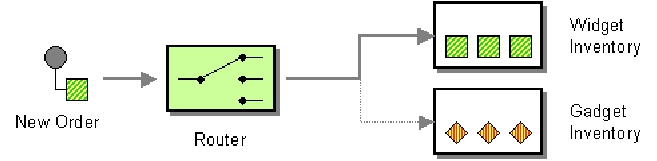 Widget
Inventory
New Order
Router
Gadget
Inventory